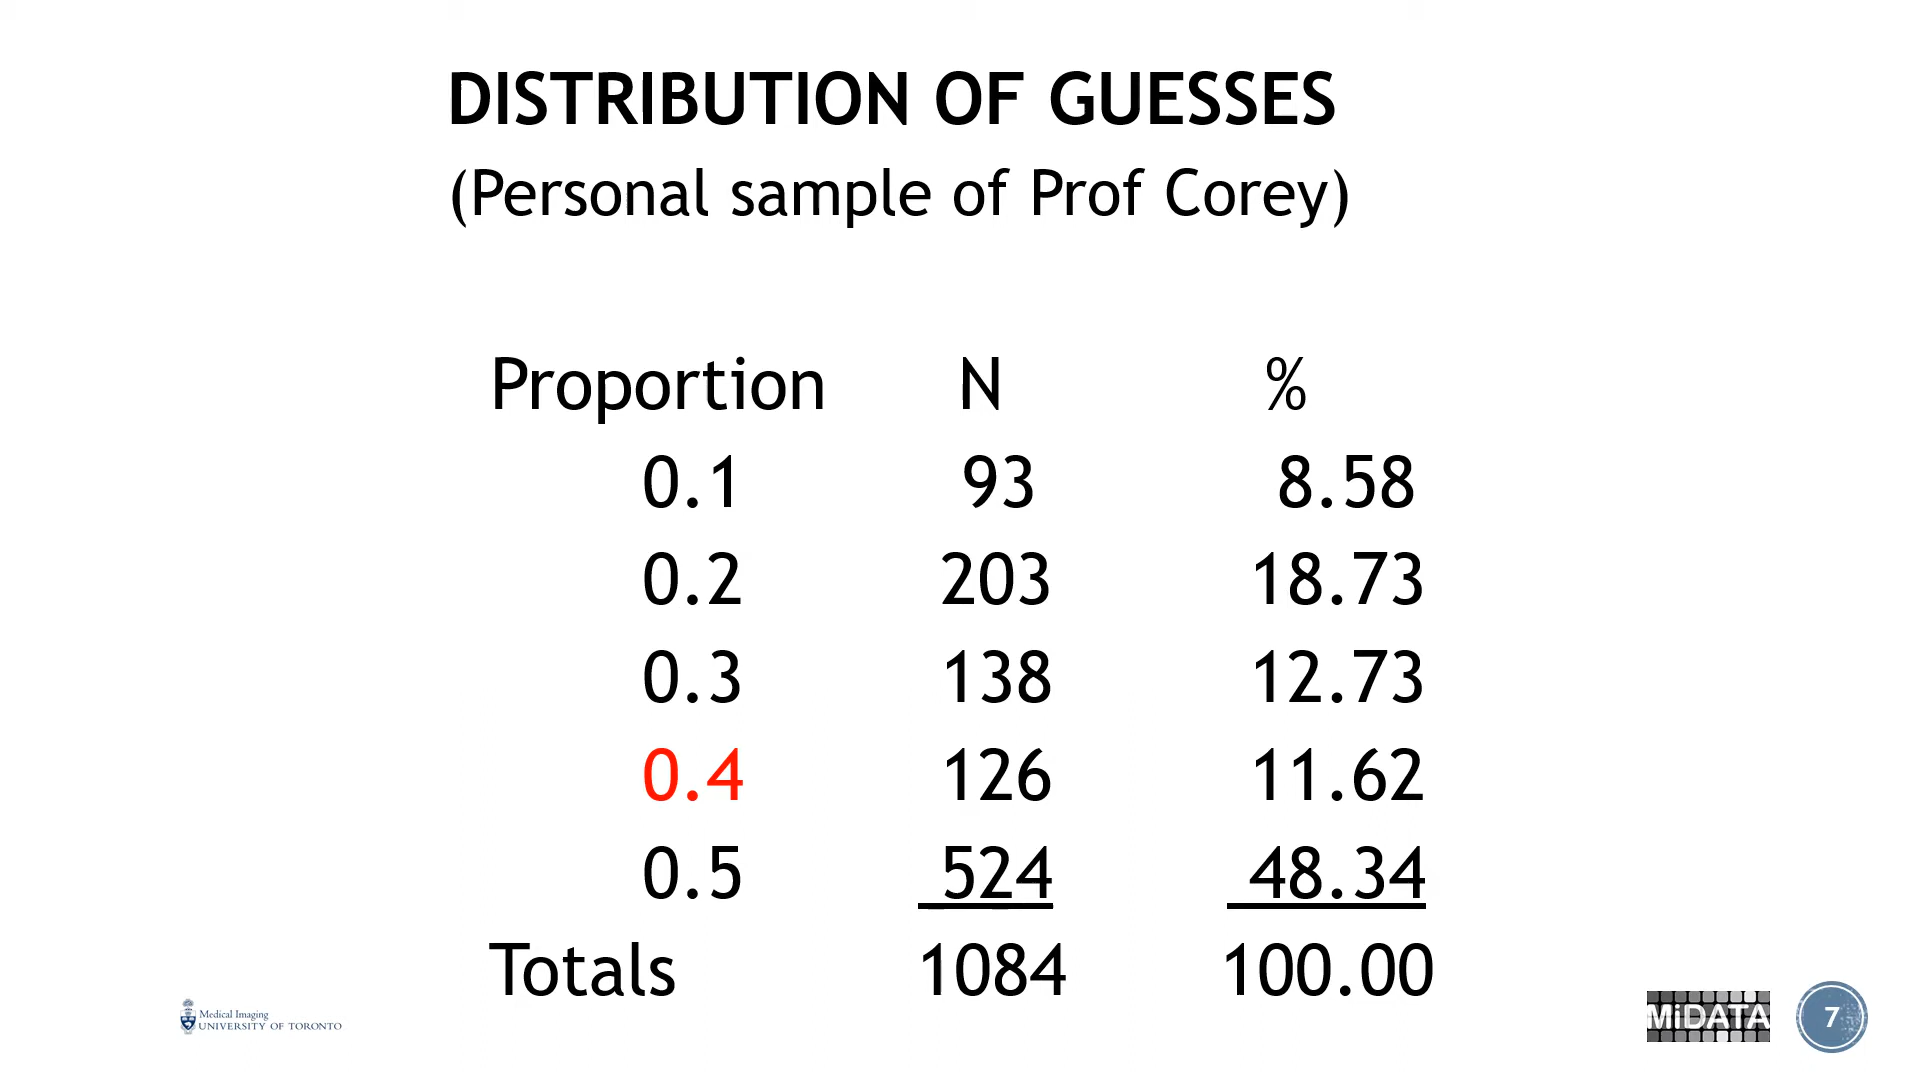 DISTRIBUTION OF GUESSES
(Personal sample of Prof Corey)
Proportion N %
0.1 93 8.58
0.2 203 18.73
0.3 138 12.73
0.4 126 11.62
0.5 524 48.34
Totals 1084 100.00
Medical Imaging
UNIVERSITY OF TORONTO
MiDATA
7